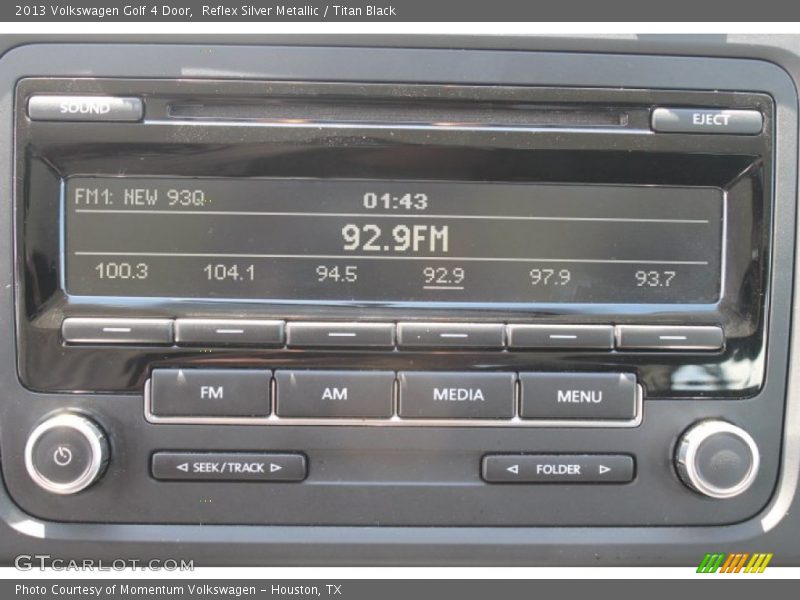 2013 Volkswagen Golf 4 Door,  Reflex Silver Metallic / Titan Black
SOUND
EJECT
FM1: NEW 93Q
01:43
92.9FM
100.3 104.1 94.5 92.9 97.9 93.7
FM AM MEDIA MENU
◁ SEEK/TRACK ▷
◁ FOLDER ▷
GTCARLOT.COM
Photo Courtesy of Momentum Volkswagen - Houston, TX